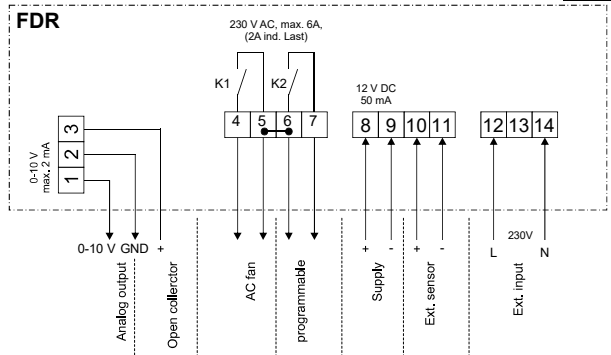 FDR
230 V AC, max. 6A,
(2A ind. Last)
K1
K2
12 V DC
50 mA
4
5
6
7
8
9
10
11
12
13
14
3
2
1
0-10 V
max. 2 mA
230V
0-10 V
GND
+
+
-
+
-
L
N
Analog output
Open collerctor
AC fan
programmable
Supply
Ext. sensor
Ext. input